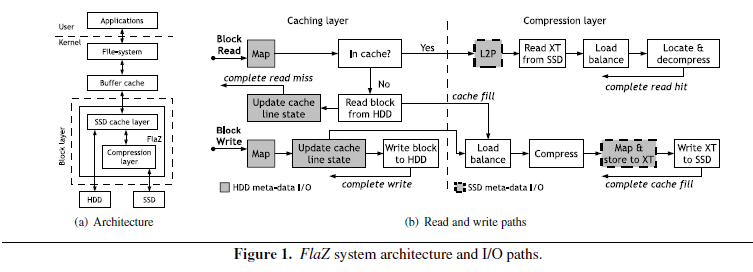 Applications
User
Kernel
File-system
Buffer cache
Block layer
SSD cache layer
FlaZ
Compression
layer
HDD
SSD
(a) Architecture
Caching layer
Compression layer
Block
Read
Map
In cache?
Yes
L2P
Read XT
from SSD
Load
balance
Locate &
decompress
complete read miss
No
complete read hit
Update cache
line state
Read block
from HDD
cache fill
Block
Write
Map
Update cache
line state
Write block
to HDD
Load
balance
Compress
Map &
store to XT
Write XT
to SSD
complete write
complete cache fill
HDD meta-data I/O
SSD meta-data I/O
(b) Read and write paths
Figure 1. FlaZ system architecture and I/O paths.